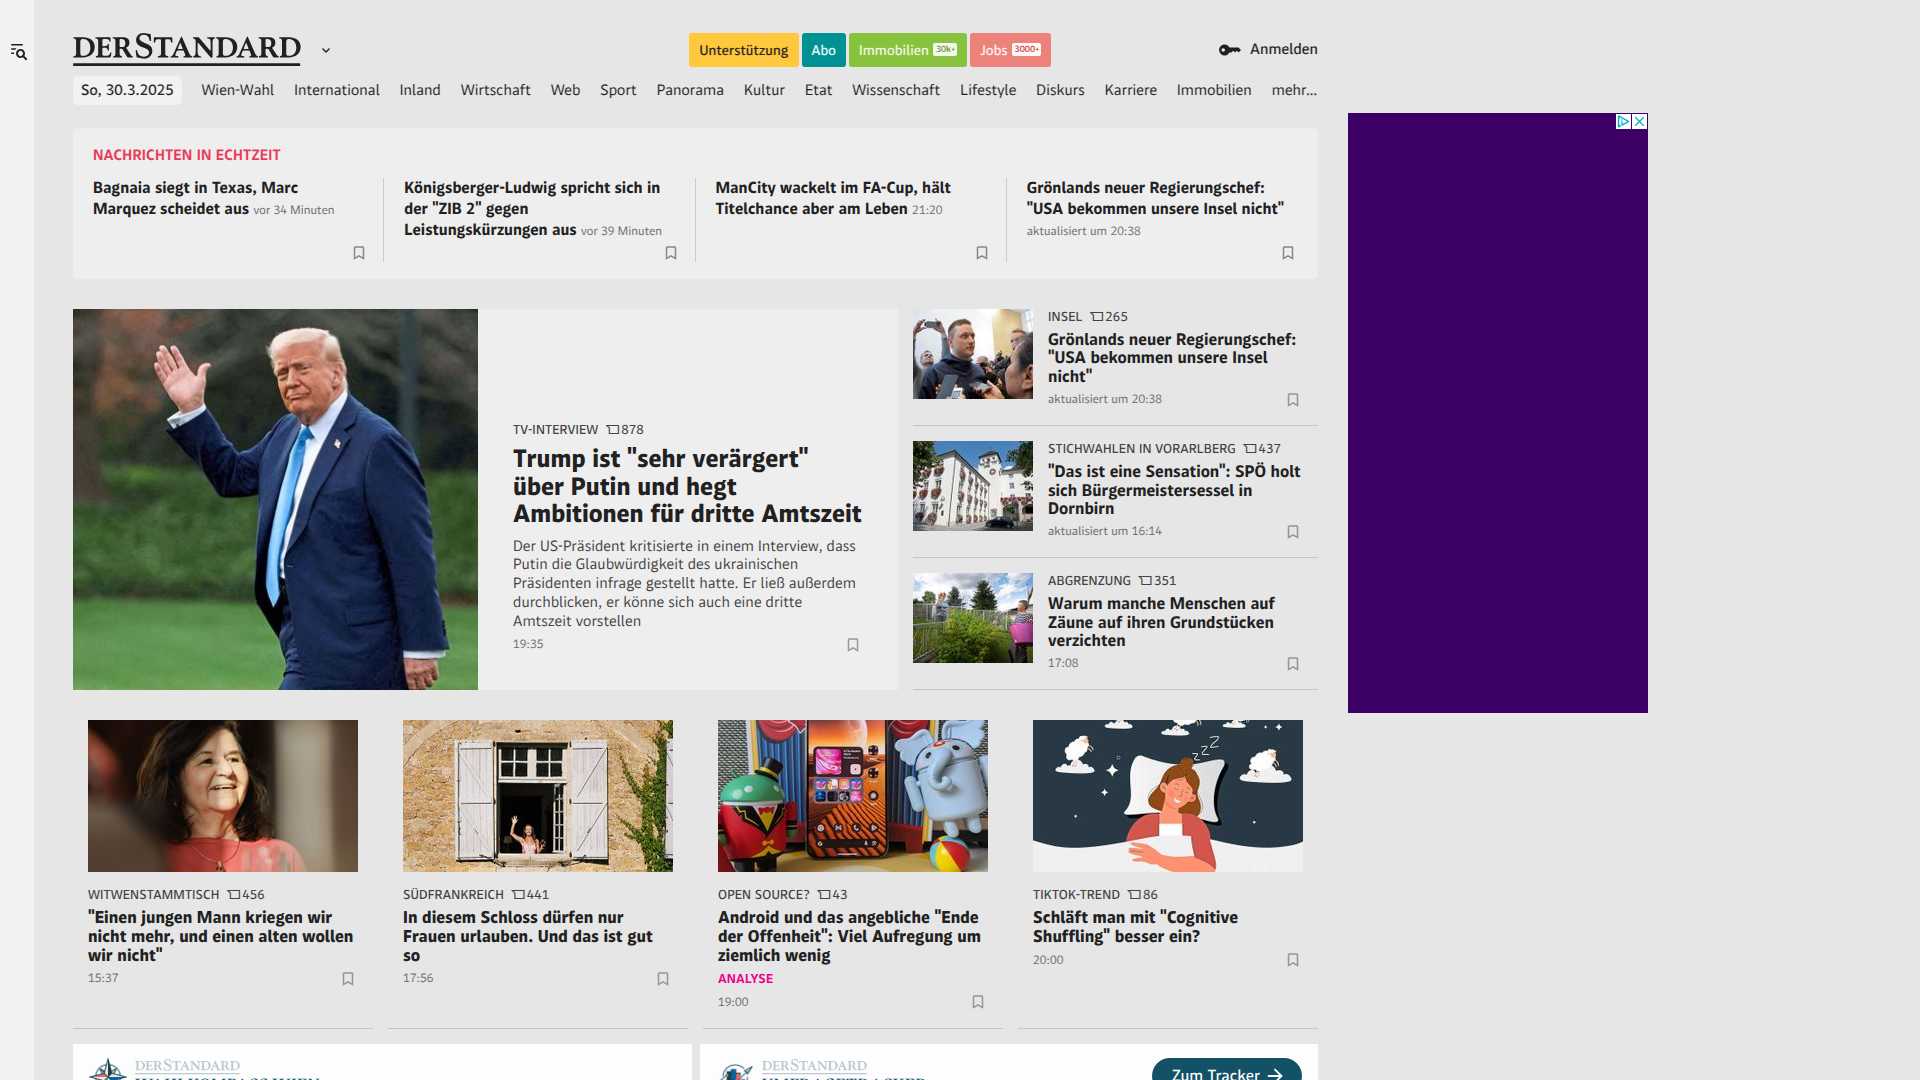 DERSTANDARD
Unterstützung
Abo
Immobilien 30k+
Jobs 3000+
Anmelden
So, 30.3.2025
Wien-Wahl
International
Inland
Wirtschaft
Web
Sport
Panorama
Kultur
Etat
Wissenschaft
Lifestyle
Diskurs
Karriere
Immobilien
mehr...
NACHRICHTEN IN ECHTZEIT
Bagnaia siegt in Texas, Marc
Marquez scheidet aus vor 34 Minuten
Königsberger-Ludwig spricht sich in
der "ZIB 2" gegen
Leistungskürzungen aus vor 39 Minuten
ManCity wackelt im FA-Cup, hält
Titelchance aber am Leben 21:20
Grönlands neuer Regierungschef:
"USA bekommen unsere Insel nicht"
aktualisiert um 20:38
TV-INTERVIEW 878
Trump ist "sehr verärgert"
über Putin und hegt
Ambitionen für dritte Amtszeit
Der US-Präsident kritisierte in einem Interview, dass
Putin die Glaubwürdigkeit des ukrainischen
Präsidenten infrage gestellt hatte. Er ließ außerdem
durchblicken, er könne sich auch eine dritte
Amtszeit vorstellen
19:35
INSEL 265
Grönlands neuer Regierungschef:
"USA bekommen unsere Insel
nicht"
aktualisiert um 20:38
STICHWAHLEN IN VORARLBERG 437
"Das ist eine Sensation": SPÖ holt
sich Bürgermeistersessel in
Dornbirn
aktualisiert um 16:14
ABGRENZUNG 351
Warum manche Menschen auf
Zäune auf ihren Grundstücken
verzichten
17:08
WITWENSTAMMTISCH 456
"Einen jungen Mann kriegen wir
nicht mehr, und einen alten wollen
wir nicht"
15:37
SÜDFRANKREICH 441
In diesem Schloss dürfen nur
Frauen urlauben. Und das ist gut
so
17:56
OPEN SOURCE? 43
Android und das angebliche "Ende
der Offenheit": Viel Aufregung um
ziemlich wenig
ANALYSE
19:00
zzZ
TIKTOK-TREND 86
Schläft man mit "Cognitive
Shuffling" besser ein?
20:00
DERSTANDARD
DERSTANDARD
Zum Tracker